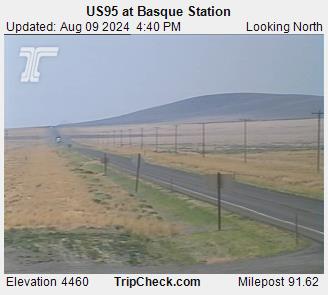 US95 at Basque Station
Updated: Aug 09 2024 4:40 PM Looking North
Elevation 4460 TripCheck.com Milepost 91.62